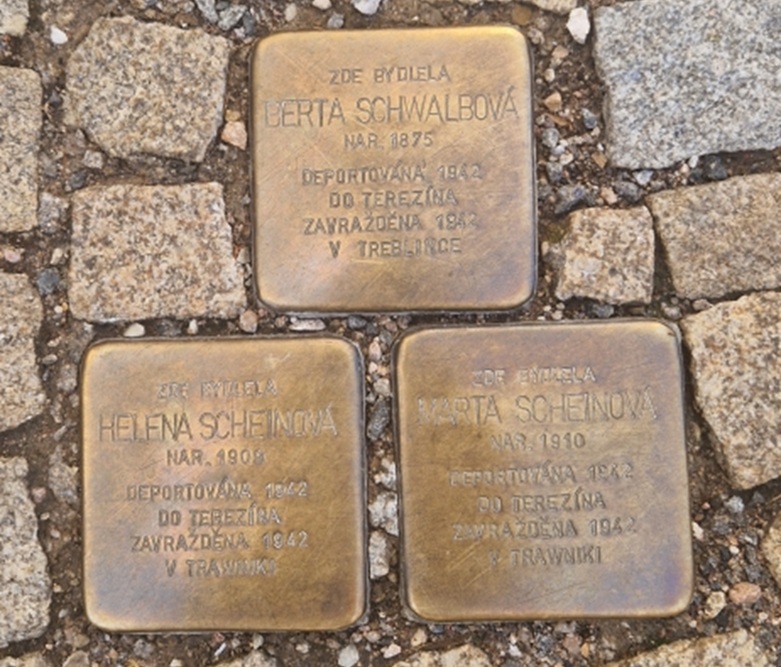 ZDE BYDLELA
BERTA SCHWALBOVÁ
NAR. 1875
DEPORTOVÁNA 1942
DO TEREZÍNA
ZAVRAŽDĚNA 1942
V TREBLINCE
ZDE BYDLELA
HELENA SCHEINOVÁ
NAR. 1908
DEPORTOVÁNA 1942
DO TEREZÍNA
ZAVRAŽDĚNA 1942
V TRAWNIKI
ZDE BYDLELA
MARTA SCHEINOVÁ
NAR. 1910
DEPORTOVÁNA 1942
DO TEREZÍNA
ZAVRAŽDĚNA 1942
V TRAWNIKI